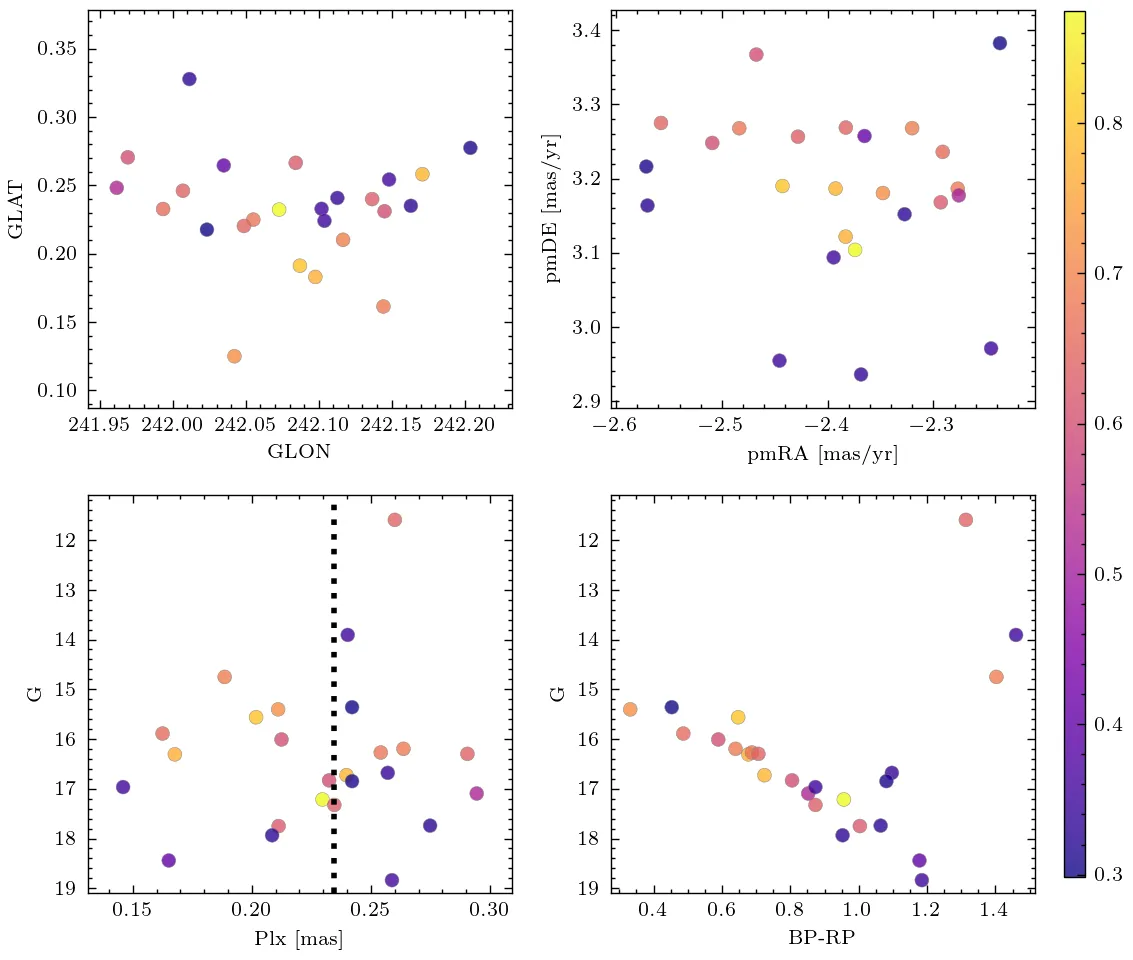 0.35
0.30
0.25
0.20
0.15
0.10
GLAT
241.95 242.00 242.05 242.10 242.15 242.20
GLON
3.4
3.3
3.2
3.1
3.0
2.9
pmDE [mas/yr]
−2.6 −2.5 −2.4 −2.3
pmRA [mas/yr]
0.8
0.7
0.6
0.5
0.4
0.3
12
13
14
15
16
17
18
19
G
0.15 0.20 0.25 0.30
Plx [mas]
12
13
14
15
16
17
18
19
G
0.4 0.6 0.8 1.0 1.2 1.4
BP-RP